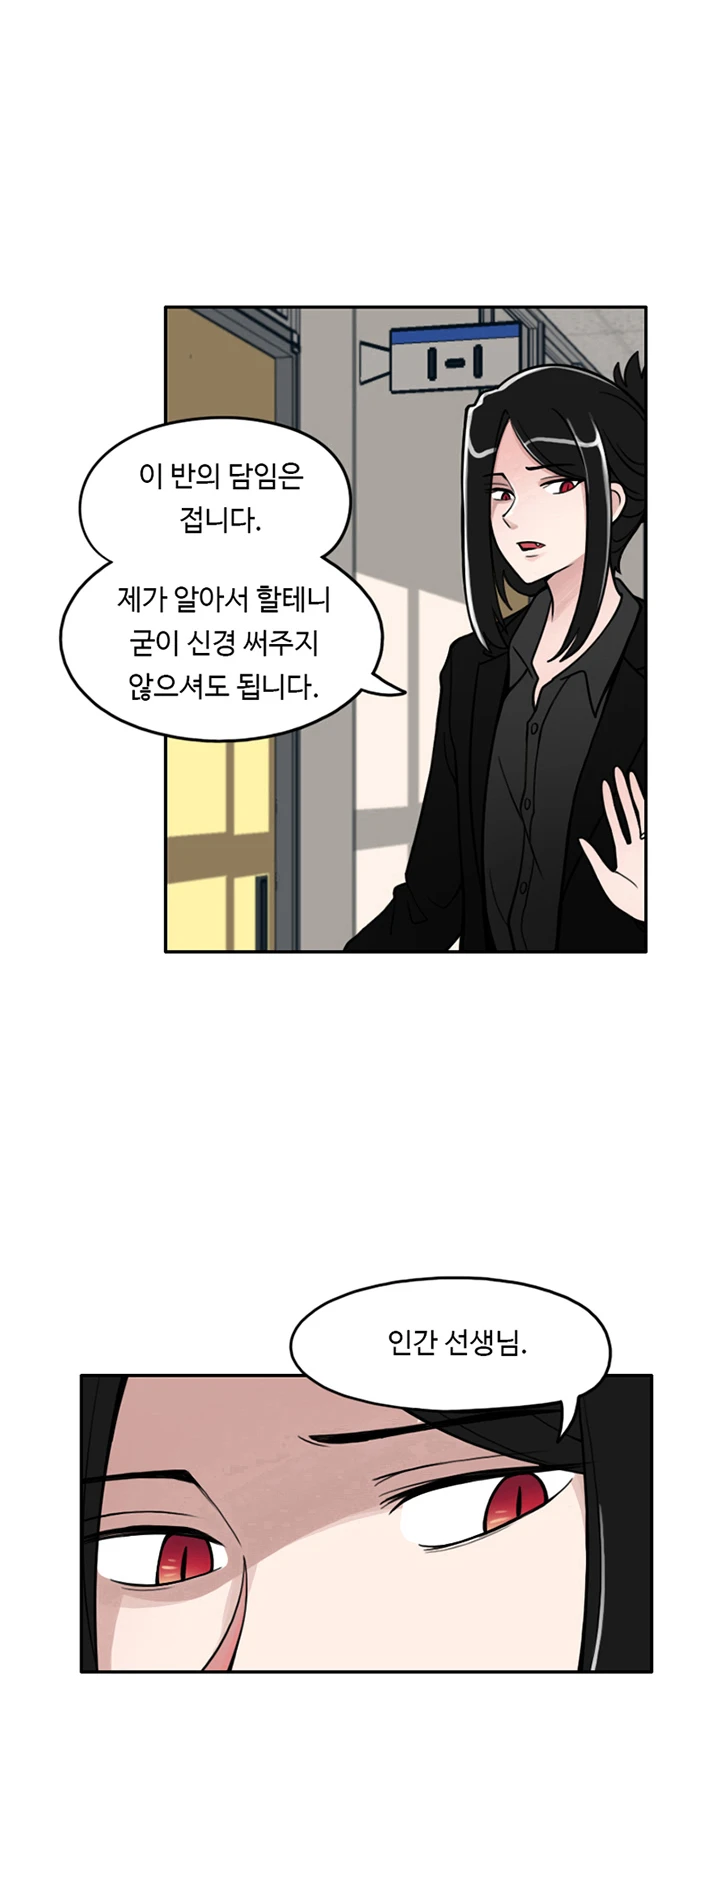 1-1
이 반의 담임은
접니다.
제가 알아서 할테니
굳이 신경 써주지
않으셔도 됩니다.
인간 선생님.